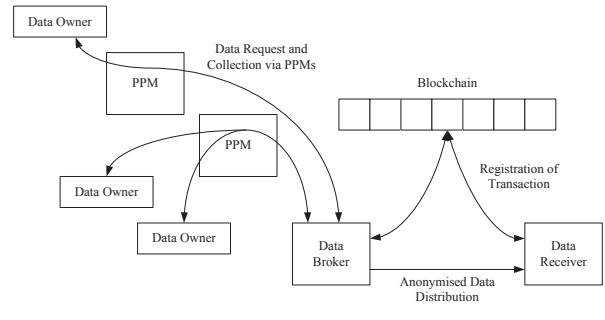 Data Owner
Data Request and
Collection via PPMs
PPM
Blockchain
PPM
Registration of
Transaction
Data Owner
Data Owner
Data
Broker
Data
Receiver
Anonymised Data
Distribution